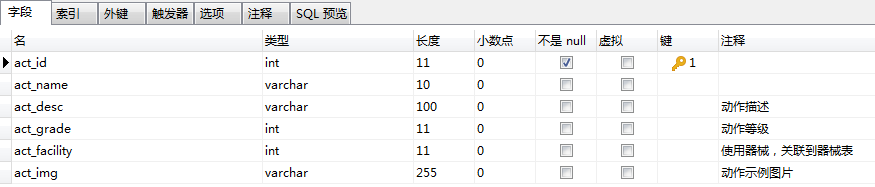 字段 索引 外键 触发器 选项 注释 SQL 预览
名 类型 长度 小数点 不是 null 虚拟 键 注释
act_id int 11 0 1
act_name varchar 10 0
act_desc varchar 100 0 动作描述
act_grade int 11 0 动作等级
act_facility int 11 0 使用器械，关联到器械表
act_img varchar 255 0 动作示例图片